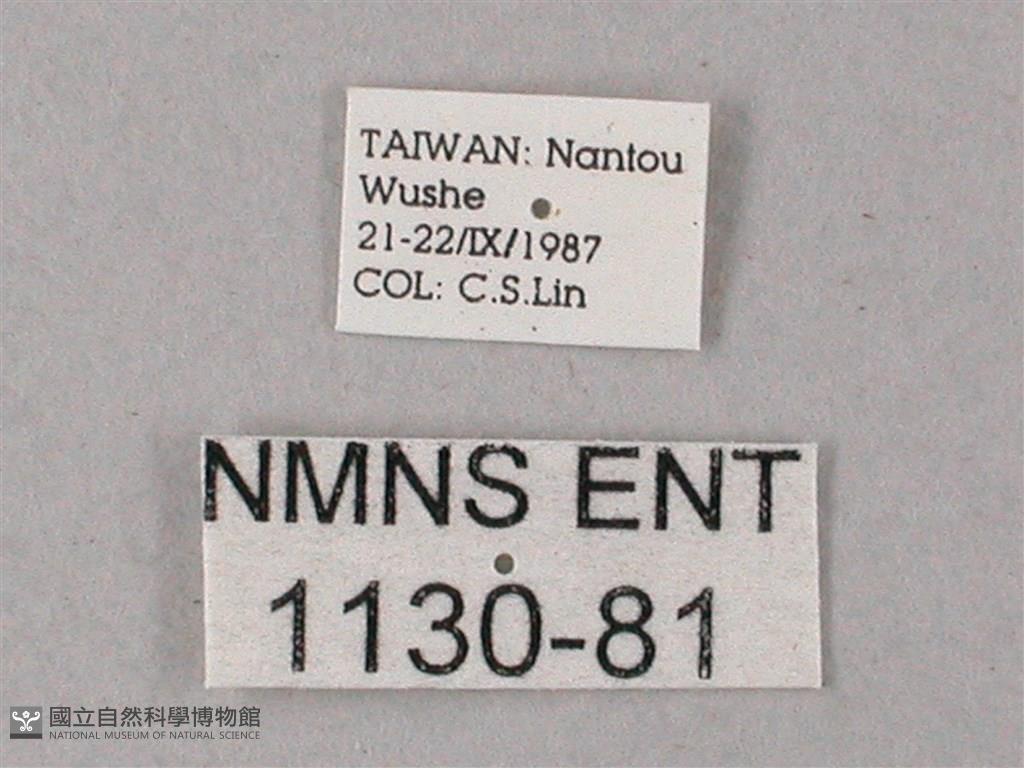 TAIWAN: Nantou
Wushe
21-22/IX/1987
COL: C.S.Lin
NMNS ENT
1130-81
國立自然科學博物館
NATIONAL MUSEUM OF NATURAL SCIENCE